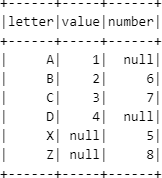 +------+-----+------+
|letter|value|number|
+------+-----+------+
|     A|    1|  null|
|     B|    2|     6|
|     C|    3|     7|
|     D|    4|  null|
|     X| null|     5|
|     Z| null|     8|
+------+-----+------+